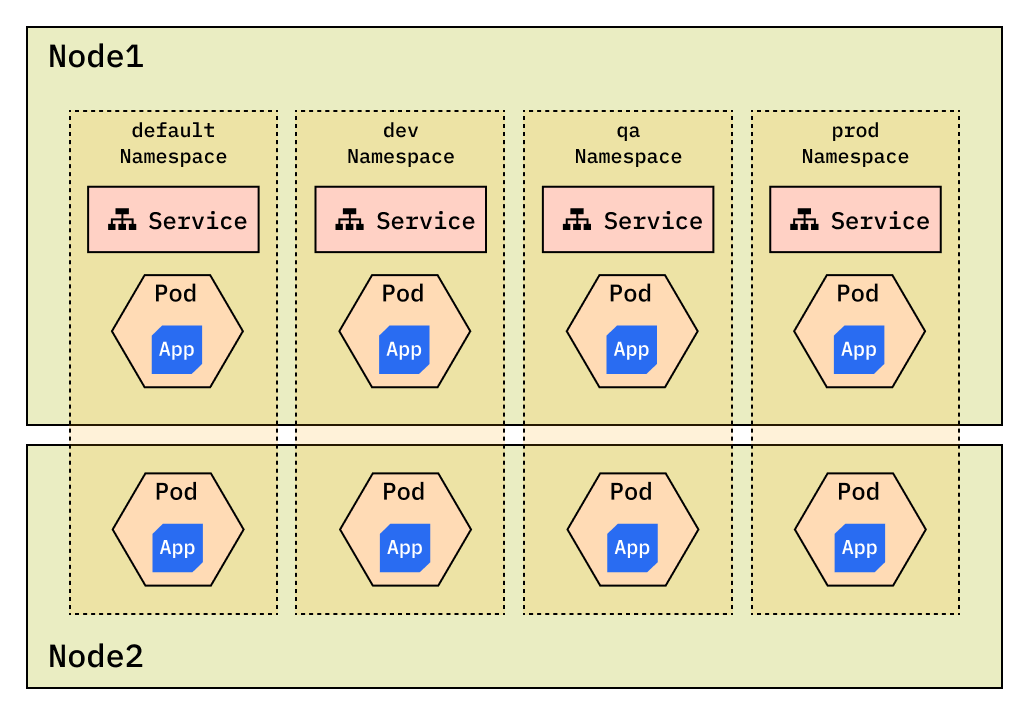 Node1
default
Namespace
dev
Namespace
qa
Namespace
prod
Namespace
Service
Service
Service
Service
Pod
Pod
Pod
Pod
App
App
App
App
Pod
Pod
Pod
Pod
App
App
App
App
Node2